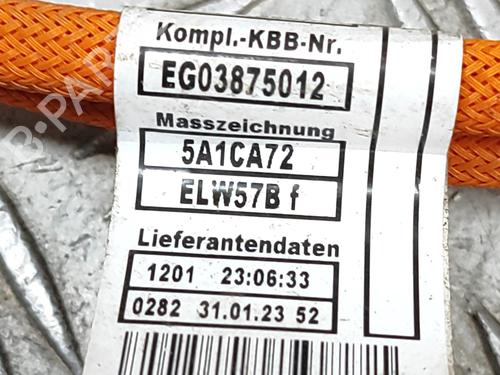 Kompl.-KBB-Nr.
EG03875012
Masszeichnung
5A1CA72
ELW57B f
Lieferantendaten
1201 23:06:33
0282 31.01.23 52